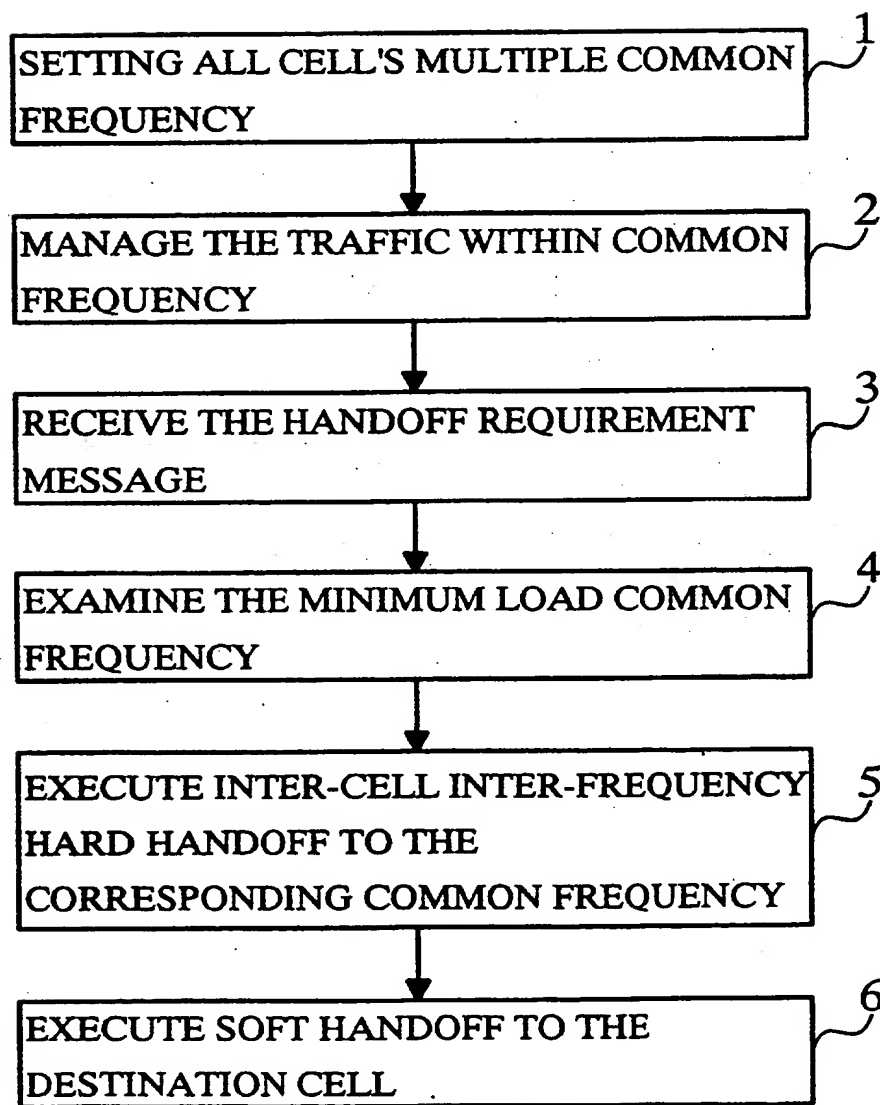 1
SETTING ALL CELL'S MULTIPLE COMMON
FREQUENCY
2
MANAGE THE TRAFFIC WITHIN COMMON
FREQUENCY
3
RECEIVE THE HANDOFF REQUIREMENT
MESSAGE
4
EXAMINE THE MINIMUM LOAD COMMON
FREQUENCY
5
EXECUTE INTER-CELL INTER-FREQUENCY
HARD HANDOFF TO THE
CORRESPONDING COMMON FREQUENCY
6
EXECUTE SOFT HANDOFF TO THE
DESTINATION CELL